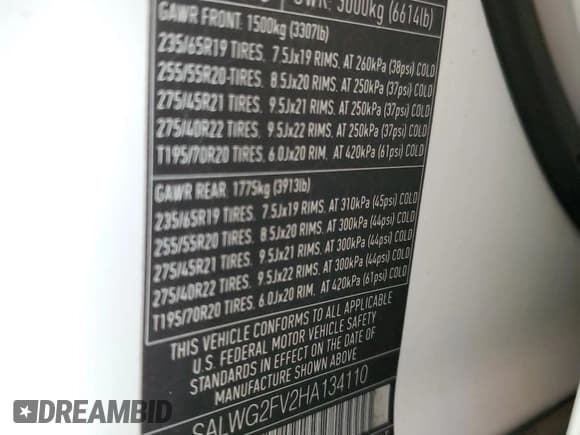 GVWR: 3000kg (6614lb)
GAWR FRONT 1500kg (3307lb)
235/65R19 TIRES, 7.5Jx19 RIMS, AT 260kPa (38psi) COLD
255/55R20 TIRES, 8.5Jx20 RIMS, AT 250kPa (37psi) COLD
275/45R21 TIRES, 9.5Jx21 RIMS, AT 250kPa (37psi) COLD
275/40R22 TIRES, 9.5Jx22 RIMS, AT 250kPa (37psi) COLD
T195/70R20 TIRES, 6.0Jx20 RIM, AT 420kPa (61psi) COLD
GAWR REAR 1775kg (3913lb)
235/65R19 TIRES, 7.5Jx19 RIMS, AT 310kPa (45psi) COLD
255/55R20 TIRES, 8.5Jx20 RIMS, AT 300kPa (44psi) COLD
275/45R21 TIRES, 9.5Jx21 RIMS, AT 300kPa (44psi) COLD
275/40R22 TIRES, 9.5Jx22 RIMS, AT 300kPa (44psi) COLD
T195/70R20 TIRES, 6.0Jx20 RIM, AT 420kPa (61psi) COLD
THIS VEHICLE CONFORMS TO ALL APPLICABLE
U.S. FEDERAL MOTOR VEHICLE SAFETY
STANDARDS IN EFFECT ON THE DATE OF
MANUFACTURE SHOWN ABOVE
SALWG2FV2HA134110
DREAMBID